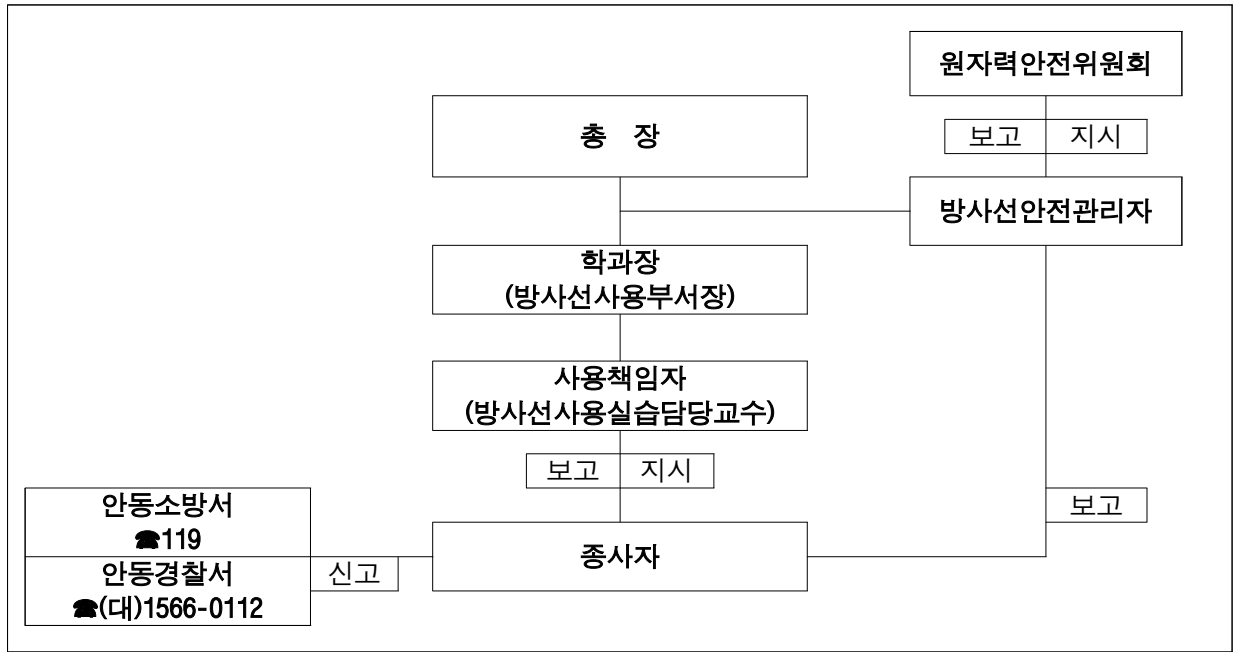 원자력안전위원회
총 장
보고 지시
방사선안전관리자
학과장
(방사선사용부서장)
사용책임자
(방사선사용실습담당교수)
보고 지시
안동소방서
☎119
보고
종사자
신고
안동경찰서
☎(대)1566-0112